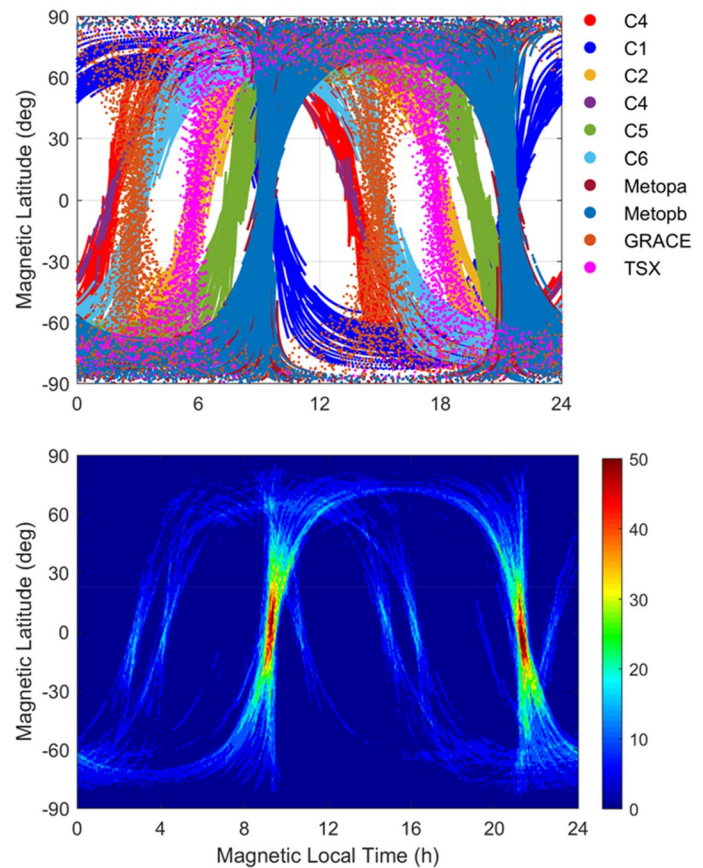 90
60
30
0
-30
-60
-90
Magnetic Latitude (deg)
0 6 12 18 24
C4
C1
C2
C4
C5
C6
Metopa
Metopb
GRACE
TSX
90
60
30
0
-30
-60
-90
Magnetic Latitude (deg)
0 4 8 12 16 20 24
Magnetic Local Time (h)
50
40
30
20
10
0